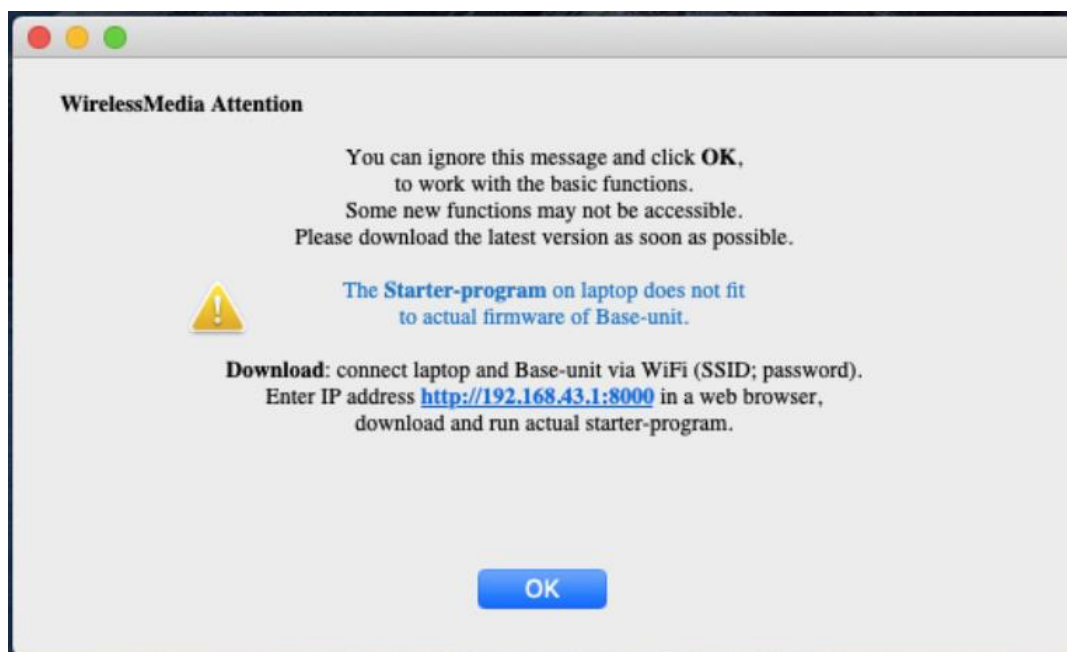 WirelessMedia Attention
You can ignore this message and click OK,
to work with the basic functions.
Some new functions may not be accessible.
Please download the latest version as soon as possible.
The Starter-program on laptop does not fit
to actual firmware of Base-unit.
Download: connect laptop and Base-unit via WiFi (SSID; password).
Enter IP address http://192.168.43.1:8000 in a web browser,
download and run actual starter-program.
OK